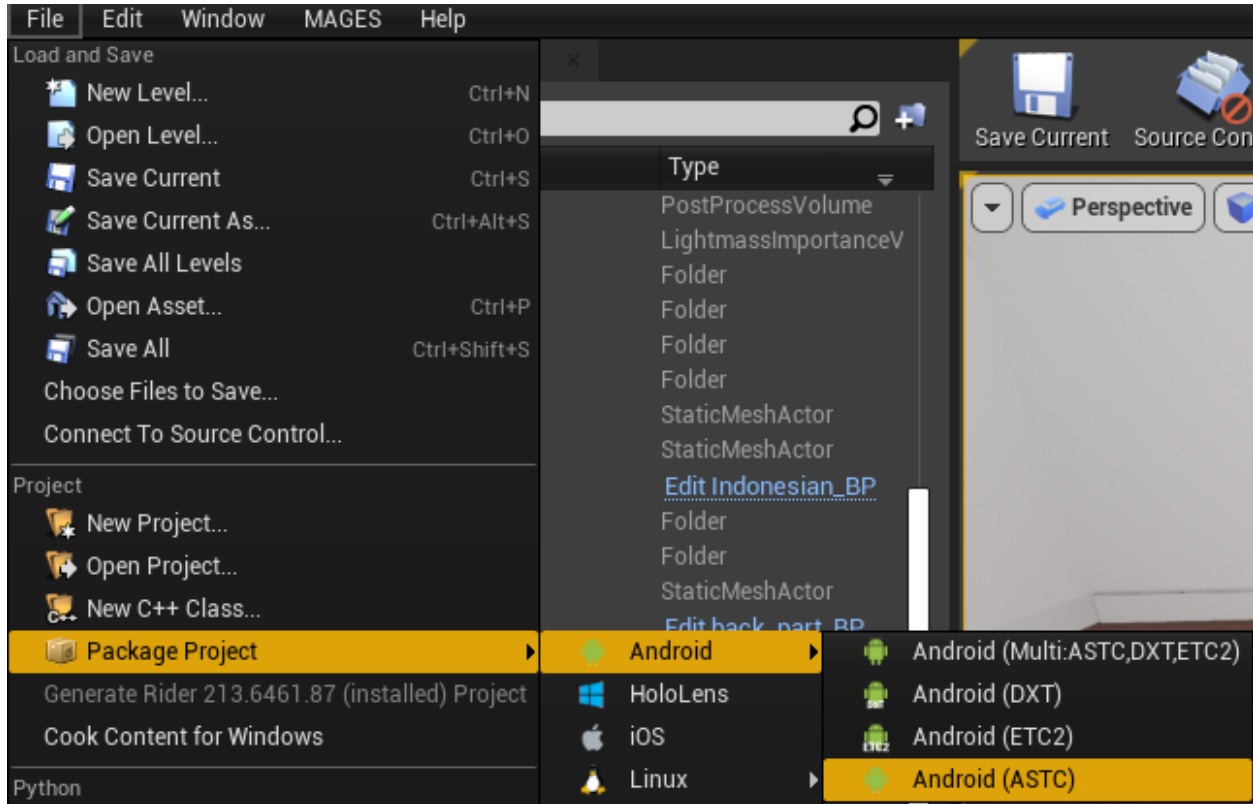 File Edit Window MAGES Help
Load and Save
New Level... Ctrl+N
Open Level... Ctrl+O
Save Current Ctrl+S
Save Current As... Ctrl+Alt+S
Save All Levels
Open Asset... Ctrl+P
Save All Ctrl+Shift+S
Choose Files to Save...
Connect To Source Control...
Project
New Project...
Open Project...
New C++ Class...
C++
Package Project
Generate Rider 213.6461.87 (installed) Project
Cook Content for Windows
Python
Type
PostProcessVolume
LightmassImportanceV
Folder
Folder
Folder
Folder
StaticMeshActor
StaticMeshActor
Edit Indonesian_BP
Folder
Folder
StaticMeshActor
Edit back_part_BP
Android
HoloLens
iOS
Linux
Android (Multi:ASTC,DXT,ETC2)
Android (DXT)
DXT
Android (ETC2)
ETC2
Android (ASTC)
Save Current
Source Con
Perspective